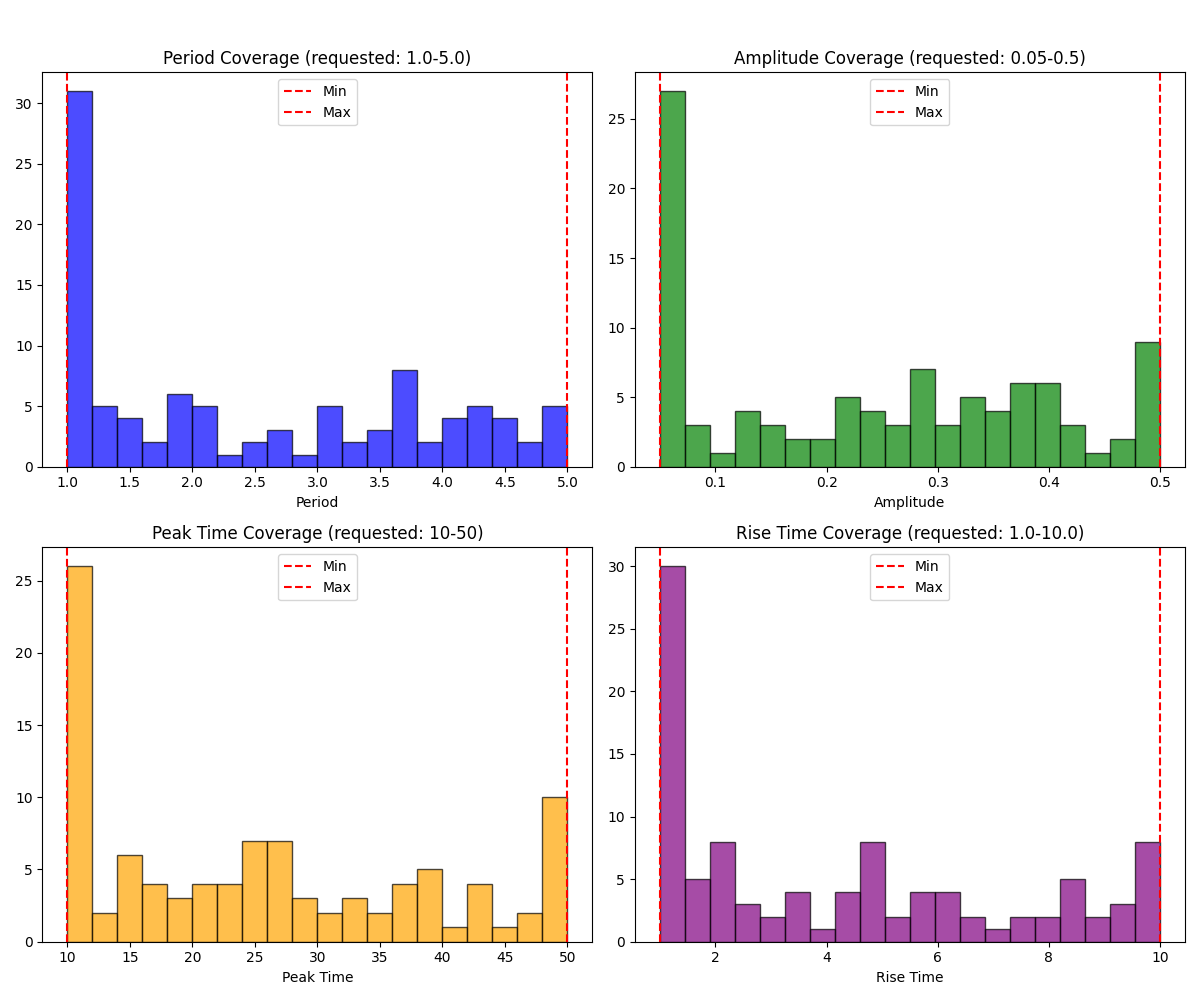 Period Coverage (requested: 1.0-5.0)
Min
Max
30
25
20
15
10
5
0
1.0 1.5 2.0 2.5 3.0 3.5 4.0 4.5 5.0
Period
Amplitude Coverage (requested: 0.05-0.5)
Min
Max
25
20
15
10
5
0
0.1 0.2 0.3 0.4 0.5
Amplitude
Peak Time Coverage (requested: 10-50)
Min
Max
25
20
15
10
5
0
10 15 20 25 30 35 40 45 50
Peak Time
Rise Time Coverage (requested: 1.0-10.0)
Min
Max
30
25
20
15
10
5
0
2 4 6 8 10
Rise Time